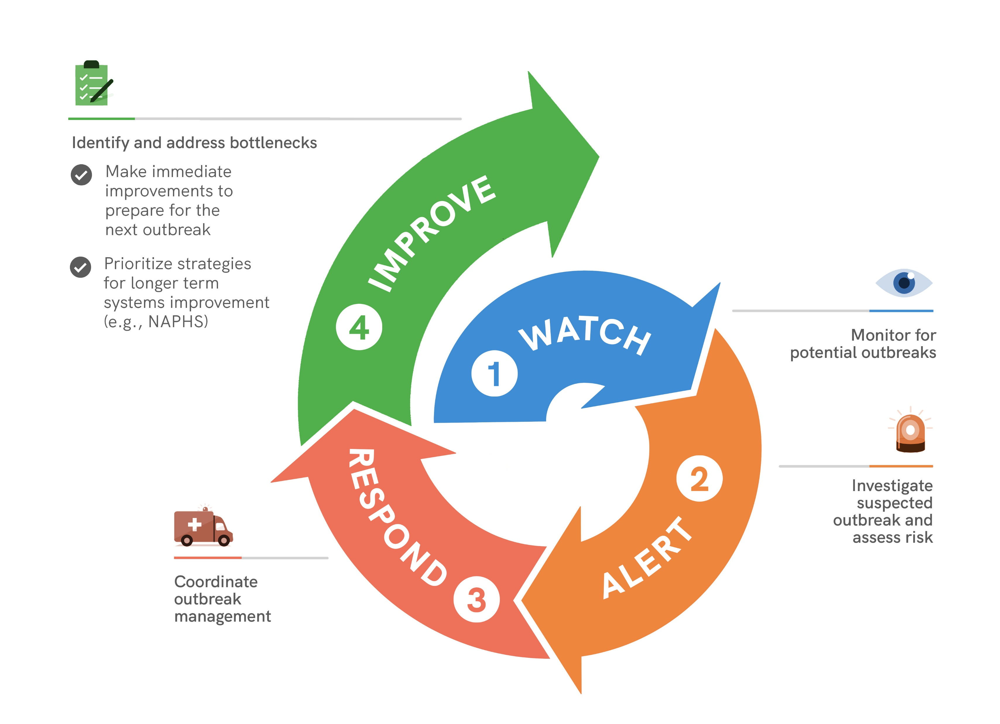 Identify and address bottlenecks
Make immediate
improvements to
prepare for the
next outbreak
Prioritize strategies
for longer term
systems improvement
(e.g., NAPHS)
4
IMPROVE
1
WATCH
Monitor for
potential outbreaks
2
ALERT
Investigate
suspected
outbreak and
assess risk
3
RESPOND
Coordinate
outbreak
management